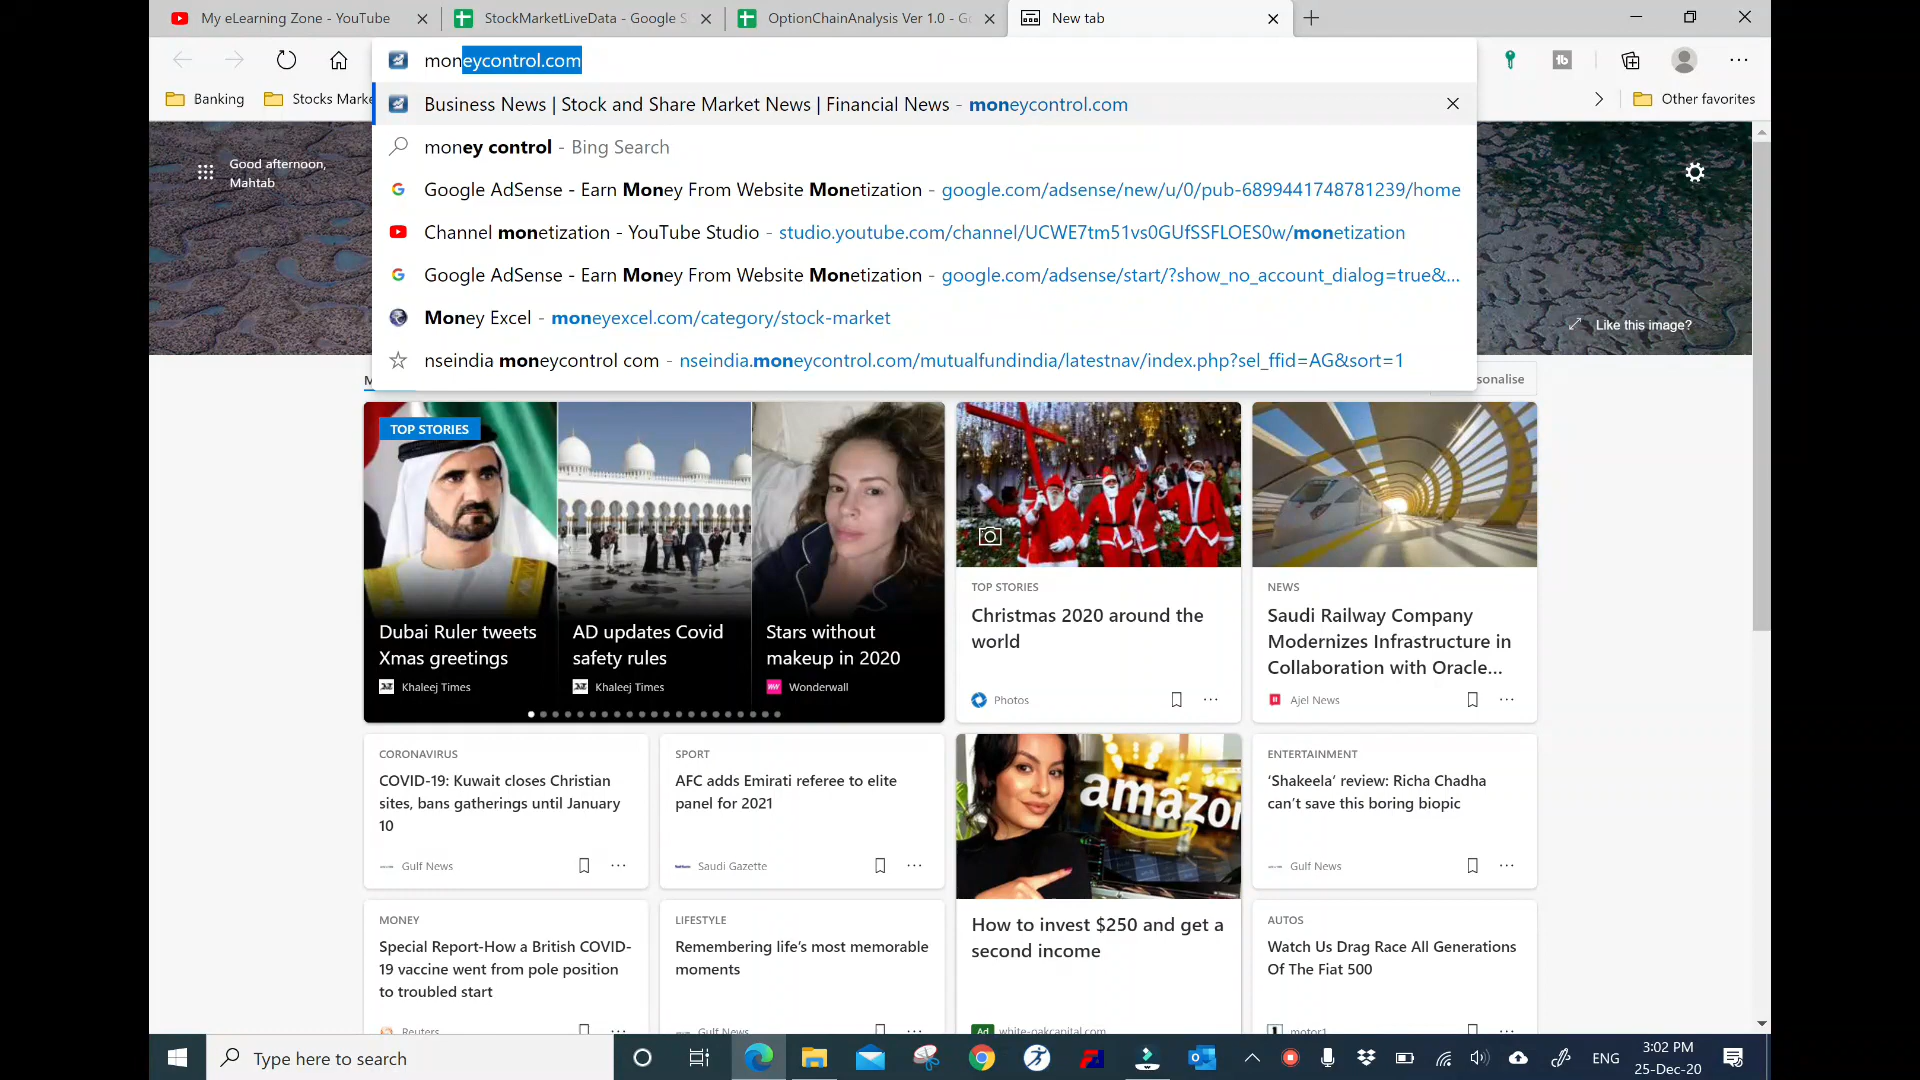 My eLearning Zone - YouTube
StockMarketLiveData - Google S
OptionChainAnalysis Ver 1.0 - Go
New tab
moneycontrol.com
Banking
Stocks Marke
Other favorites
Business News | Stock and Share Market News | Financial News - moneycontrol.com
money control - Bing Search
Google AdSense - Earn Money From Website Monetization - google.com/adsense/new/u/0/pub-6899441748781239/home
Channel monetization - YouTube Studio - studio.youtube.com/channel/UCWE7tm51vs0GUfSSFLOES0w/monetization
Google AdSense - Earn Money From Website Monetization - google.com/adsense/start/?show_no_account_dialog=true&...
Money Excel - moneyexcel.com/category/stock-market
nseindia moneycontrol com - nseindia.moneycontrol.com/mutualfundindia/latestnav/index.php?sel_ffid=AG&sort=1
Good afternoon,
Mahtab
Like this image?
sonalise
TOP STORIES
Dubai Ruler tweets
Xmas greetings
Khaleej Times
AD updates Covid
safety rules
Khaleej Times
Stars without
makeup in 2020
Wonderwall
TOP STORIES
Christmas 2020 around the
world
Photos
NEWS
Saudi Railway Company
Modernizes Infrastructure in
Collaboration with Oracle...
Ajel News
CORONAVIRUS
COVID-19: Kuwait closes Christian
sites, bans gatherings until January
10
Gulf News
SPORT
AFC adds Emirati referee to elite
panel for 2021
Saudi Gazette
amazon
How to invest $250 and get a
second income
Ad white-oakcapital.com
ENTERTAINMENT
‘Shakeela’ review: Richa Chadha
can’t save this boring biopic
Gulf News
MONEY
Special Report-How a British COVID-
19 vaccine went from pole position
to troubled start
Reuters
LIFESTYLE
Remembering life’s most memorable
moments
Gulf News
AUTOS
Watch Us Drag Race All Generations
Of The Fiat 500
motor1
Type here to search
ENG
3:02 PM
25-Dec-20